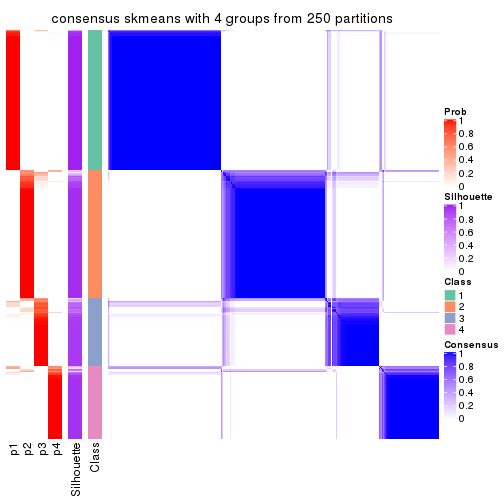 consensus skmeans with 4 groups from 250 partitions
Prob
1
0.8
0.6
0.4
0.2
0
Silhouette
1
0.8
0.6
0.4
0.2
0
Class
1
2
3
4
Consensus
1
0.8
0.6
0.4
0.2
0
p1
p2
p3
p4
Silhouette
Class